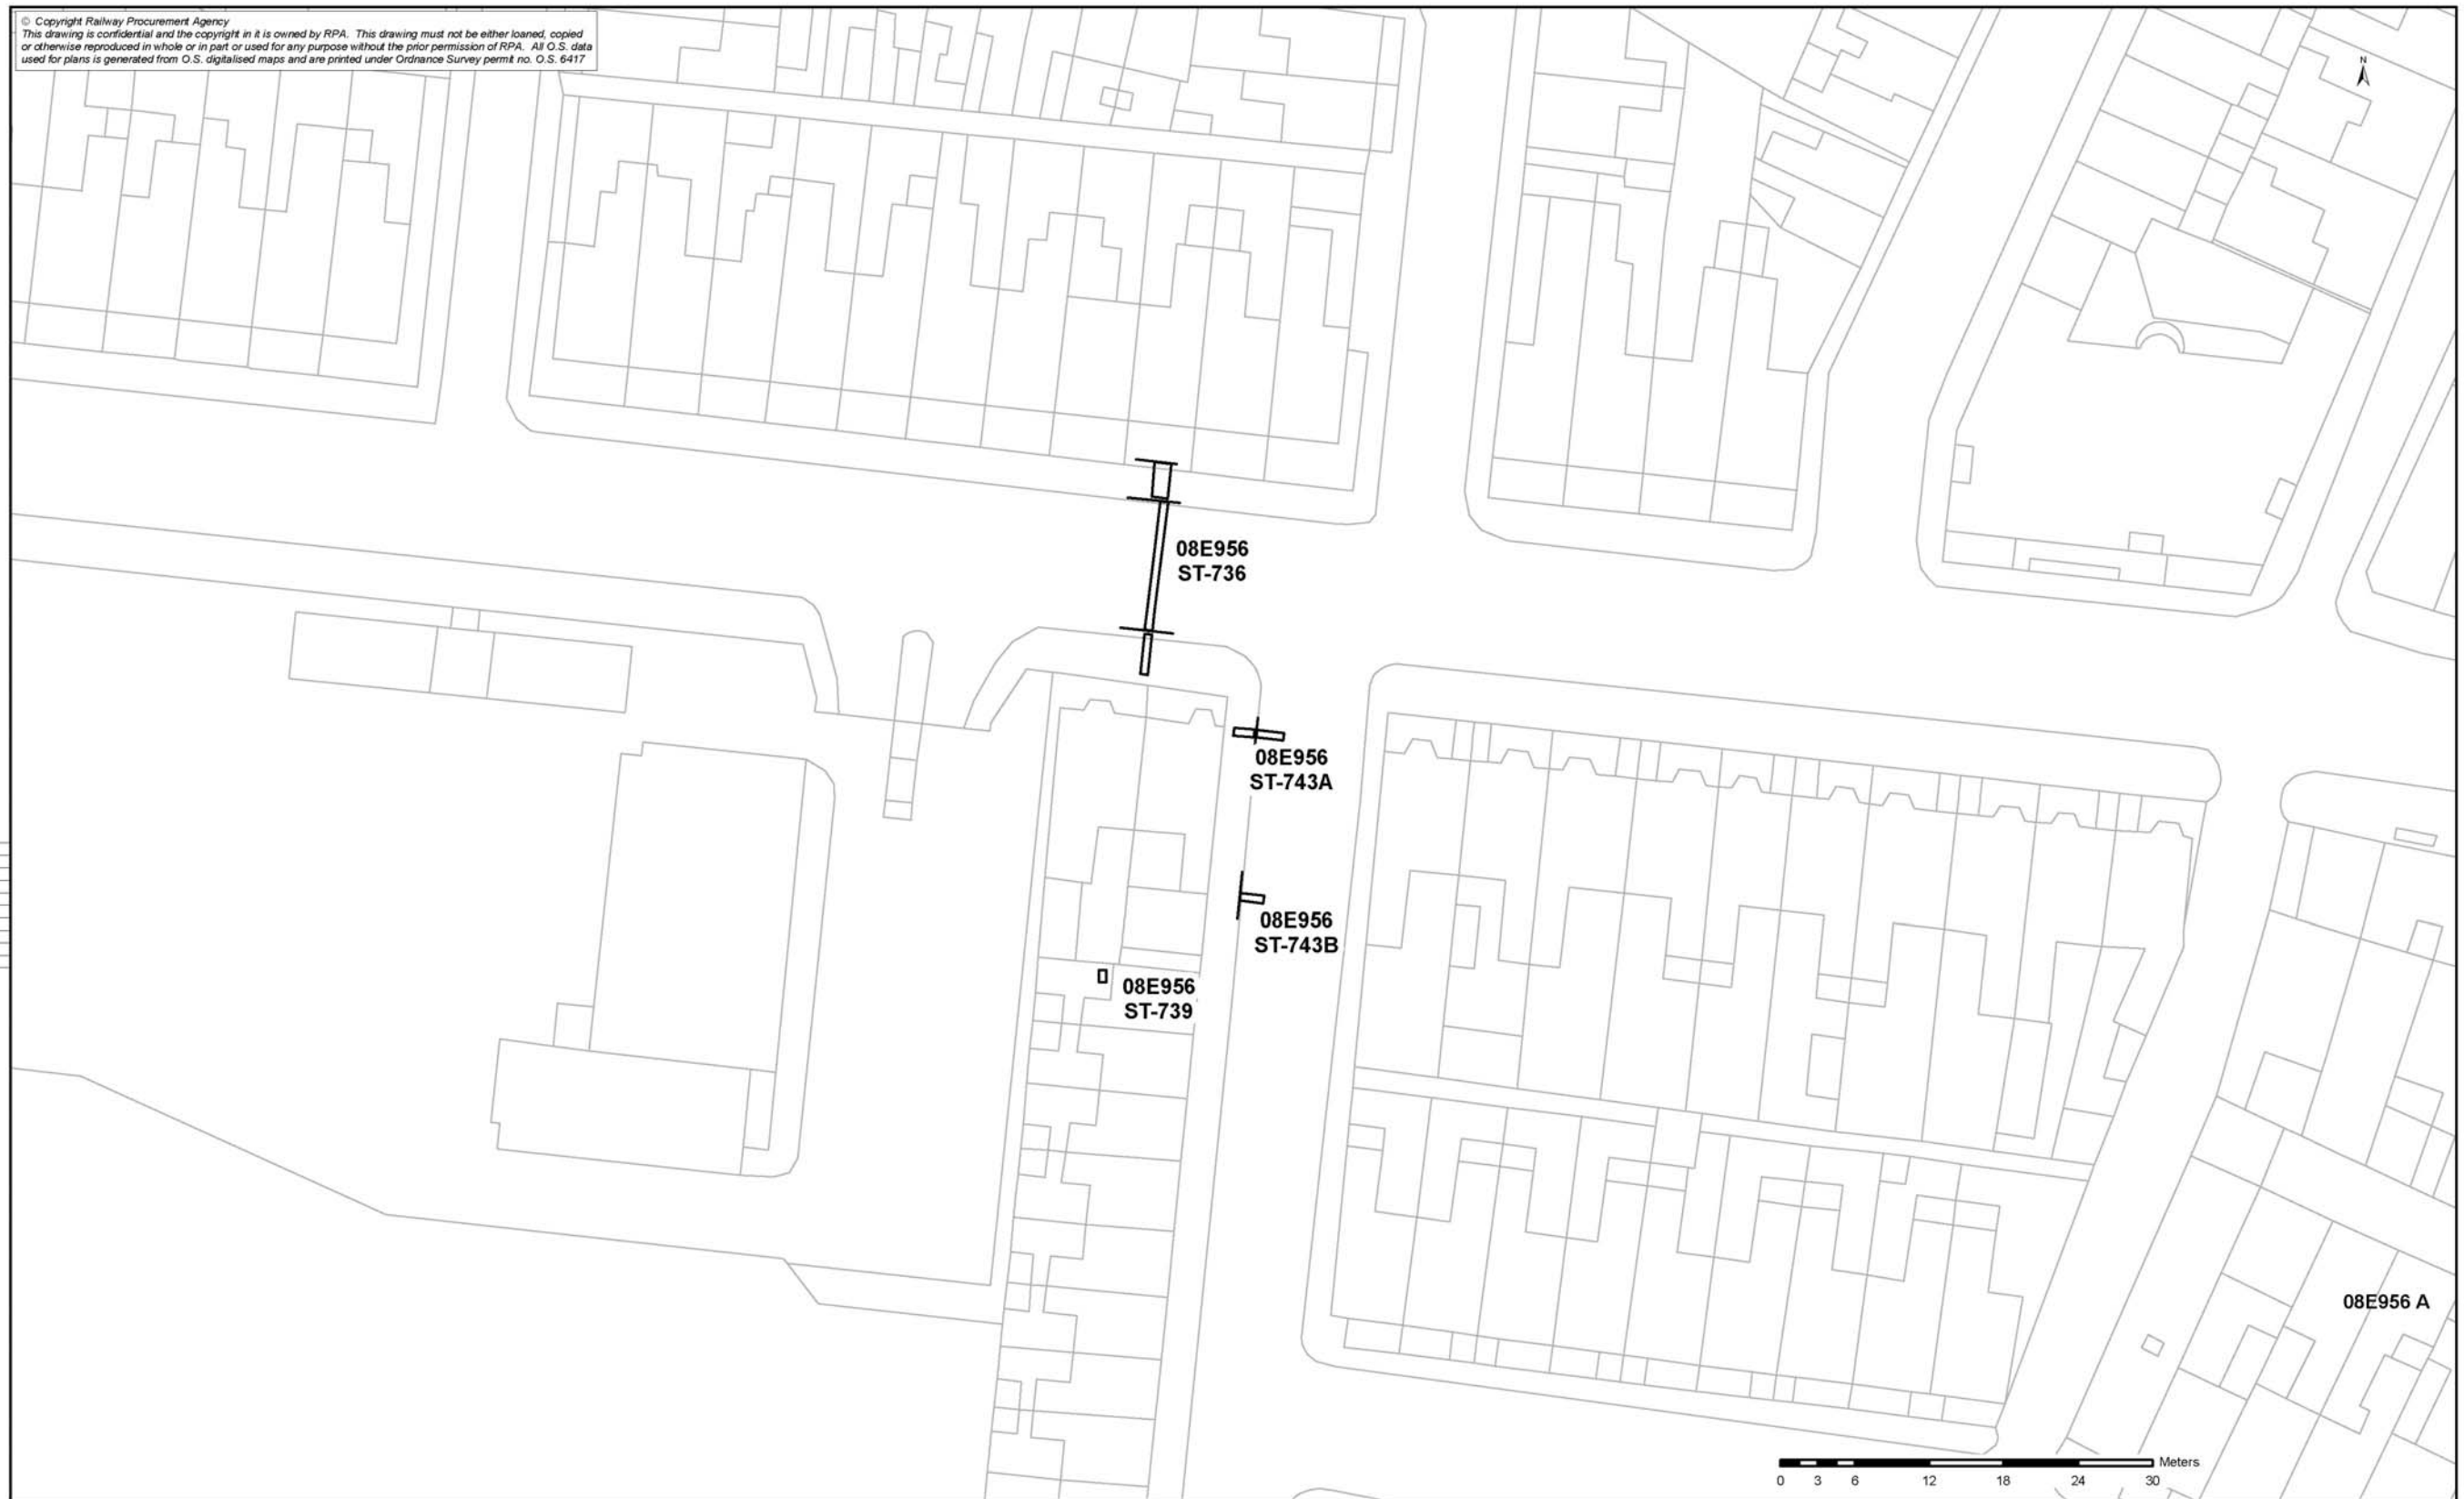 © Copyright Railway Procurement Agency
This drawing is confidential and the copyright in it is owned by RPA. This drawing must not be either loaned, copied
or otherwise reproduced in whole or in part or used for any purpose without the prior permission of RPA. All O.S. data
used for plans is generated from O.S. digitalised maps and are printed under Ordnance Survey permit no. O.S. 6417
N
08E956
ST-736
08E956
ST-743A
08E956
ST-743B
08E956
ST-739
08E956 A
Meters
0 3 6 12 18 24 30